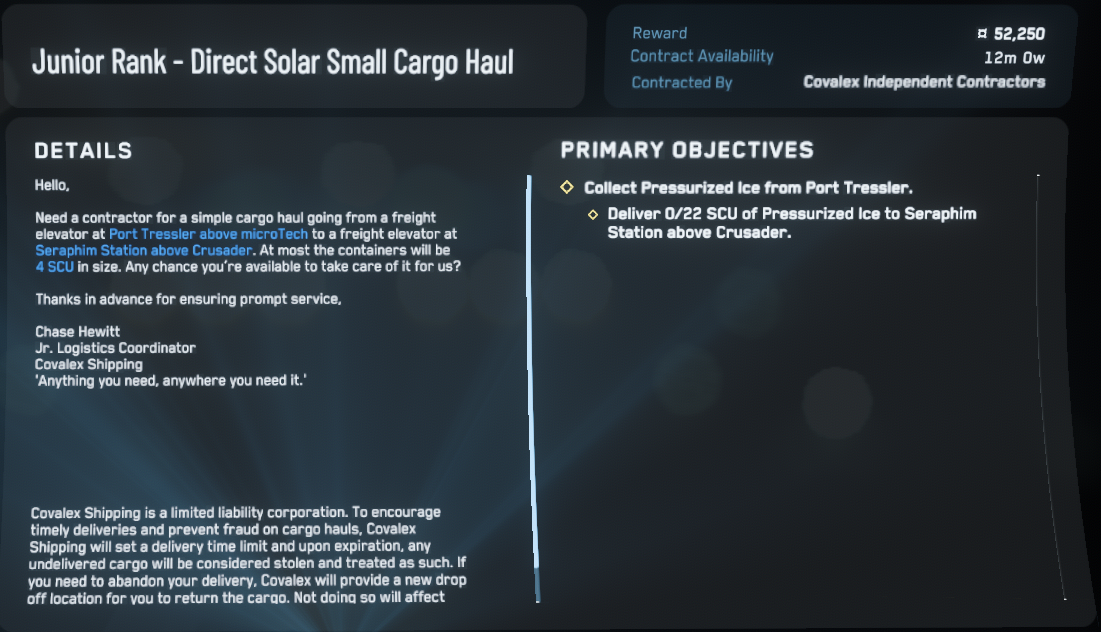 Junior Rank - Direct Solar Small Cargo Haul
Reward ¤ 52,250
Contract Availability 12m 0w
Contracted By Covalex Independent Contractors
DETAILS
Hello,
Need a contractor for a simple cargo haul going from a freight
elevator at Port Tressler above microTech to a freight elevator at
Seraphim Station above Crusader. At most the containers will be
4 SCU in size. Any chance you're available to take care of it for us?
Thanks in advance for ensuring prompt service,
Chase Hewitt
Jr. Logistics Coordinator
Covalex Shipping
'Anything you need, anywhere you need it.'
Covalex Shipping is a limited liability corporation. To encourage
timely deliveries and prevent fraud on cargo hauls, Covalex
Shipping will set a delivery time limit and upon expiration, any
undelivered cargo will be considered stolen and treated as such. If
you need to abandon your delivery, Covalex will provide a new drop
off location for you to return the cargo. Not doing so will affect
PRIMARY OBJECTIVES
Collect Pressurized Ice from Port Tressler.
Deliver 0/22 SCU of Pressurized Ice to Seraphim
Station above Crusader.